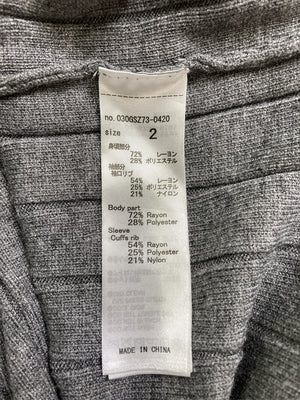 no. 030GSZ73-0420
size 2
身頃部分
72% レーヨン
28% ポリエステル
袖部分
袖口リブ
54% レーヨン
25% ポリエステル
21% ナイロン
Body part
72% Rayon
28% Polyester
Sleeve
Cuffs rib
54% Rayon
25% Polyester
21% Nylon
MADE IN CHINA